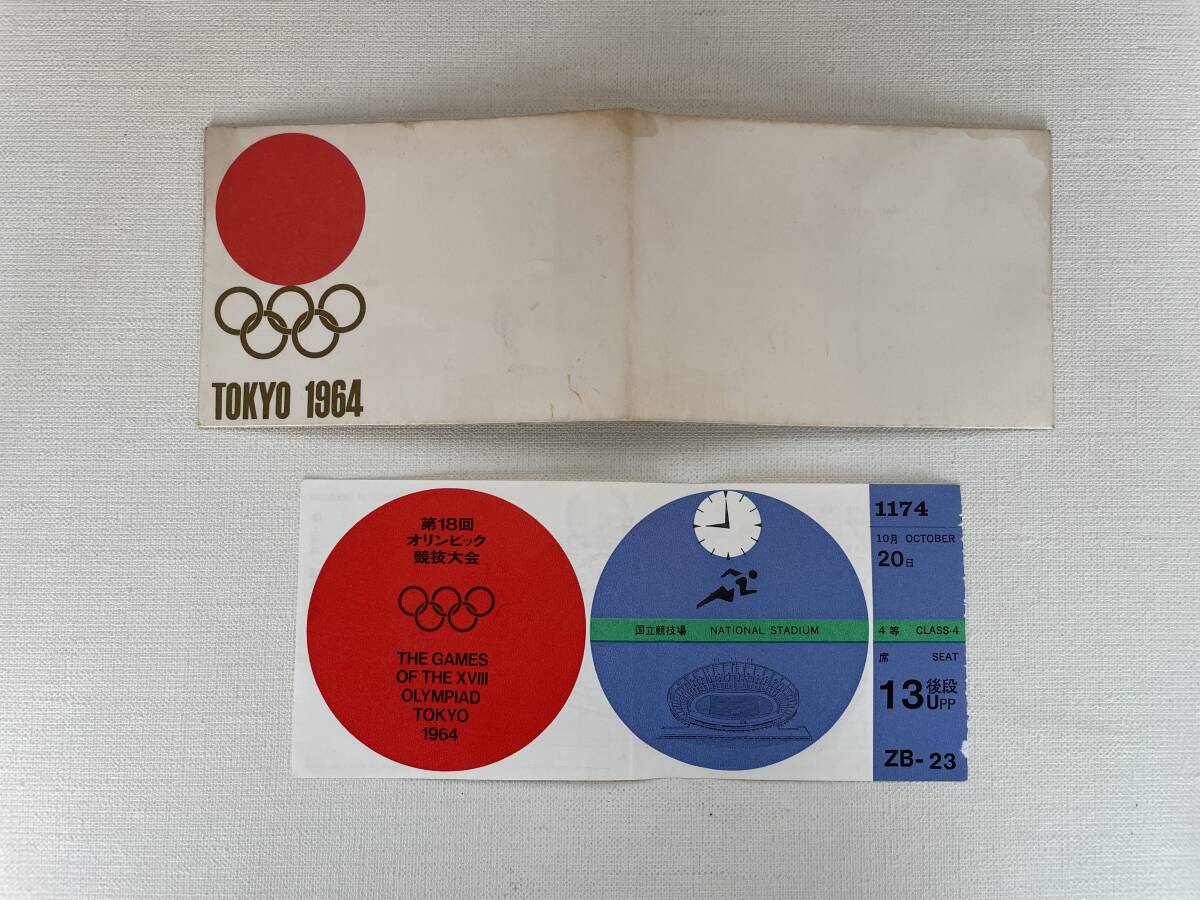 TOKYO 1964
第18回
オリンピック
競技大会
THE GAMES
OF THE XVIII
OLYMPIAD
TOKYO
1964
国立競技場 NATIONAL STADIUM
1174
10月 OCTOBER
20日
4等 CLASS-4
席 SEAT
13 後段 UPP
ZB-23